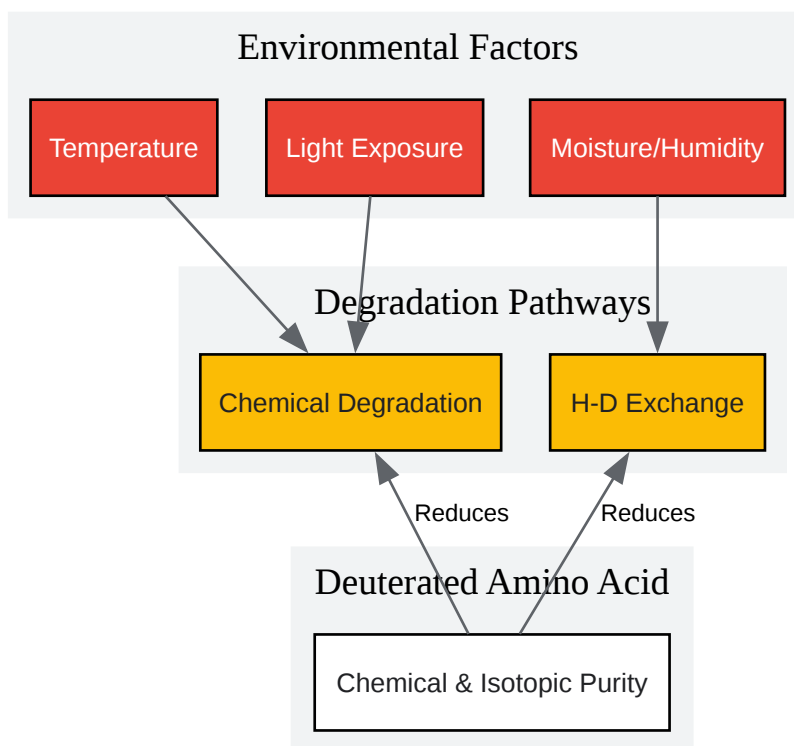 Environmental Factors
Temperature
Light Exposure
Moisture/Humidity
Degradation Pathways
Chemical Degradation
H-D Exchange
Reduces
Reduces
Deuterated Amino Acid
Chemical & Isotopic Purity